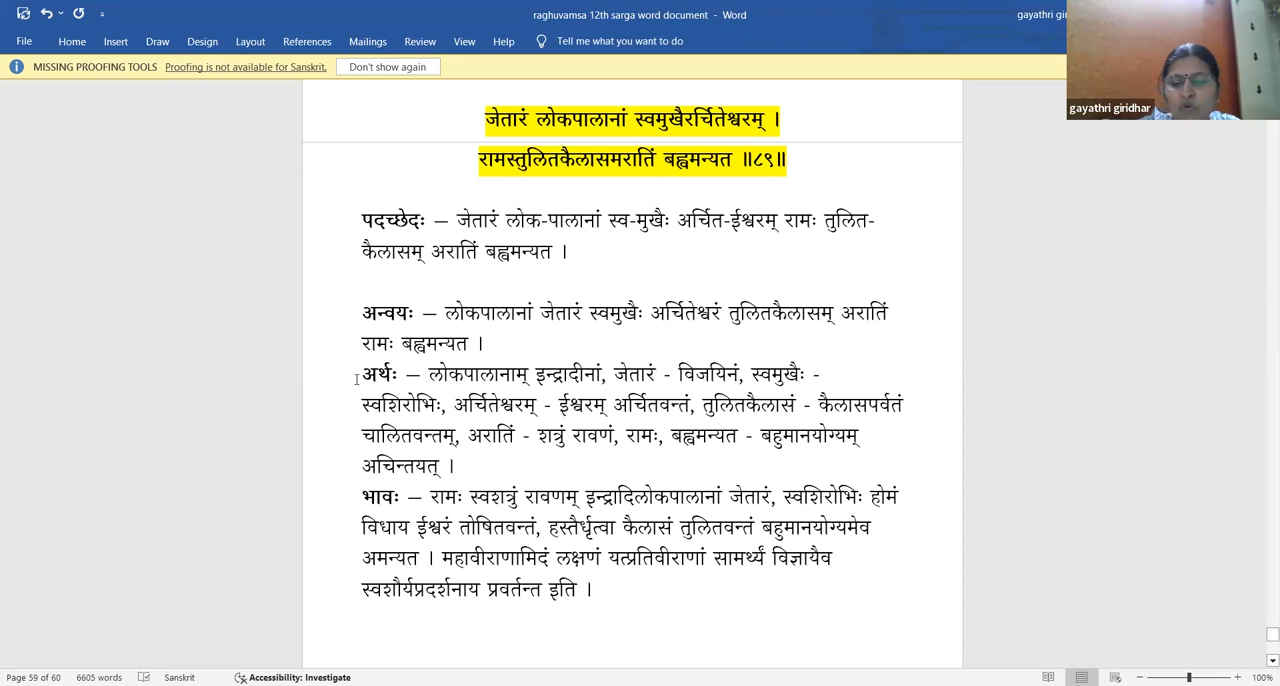 raghuvamsa 12th sarga word document - Word
gayathri gi
File Home Insert Draw Design Layout References Mailings Review View Help Tell me what you want to do
MISSING PROOFING TOOLS Proofing is not available for Sanskrit. Don't show again
gayathri giridhar
जेतारं लोकपालानां स्वमुखैरर्चितेश्वरम् ।
रामस्तुलितकैलासमरातिं बह्वमन्यत ॥८९॥
पदच्छेदः – जेतारं लोक-पालानां स्व-मुखैः अर्चित-ईश्वरम् रामः तुलित-
कैलासम् अरातिं बह्वमन्यत ।
अन्वयः – लोकपालानां जेतारं स्वमुखैः अर्चितेश्वरं तुलितकैलासम् अरातिं
रामः बह्वमन्यत ।
अर्थः – लोकपालानाम् इन्द्रादीनां, जेतारं - विजयिनं, स्वमुखैः -
स्वशिरोभिः, अर्चितेश्वरम् - ईश्वरम् अर्चितवन्तं, तुलितकैलासं - कैलासपर्वतं
चालितवन्तम्, अरातिं - शत्रुं रावणं, रामः, बह्वमन्यत - बहुमानयोग्यम्
अचिन्तयत् ।
भावः – रामः स्वशत्रुं रावणम् इन्द्रादिलोकपालानां जेतारं, स्वशिरोभिः होमं
विधाय ईश्वरं तोषितवन्तं, हस्तैर्धृत्वा कैलासं तुलितवन्तं बहुमानयोग्यमेव
अमन्यत । महावीराणामिदं लक्षणं यत्प्रतिवीराणां सामर्थ्यं विज्ञायैव
स्वशौर्यप्रदर्शनाय प्रवर्तन्त इति ।
Page 59 of 60 6605 words Sanskrit Accessibility: Investigate 100%